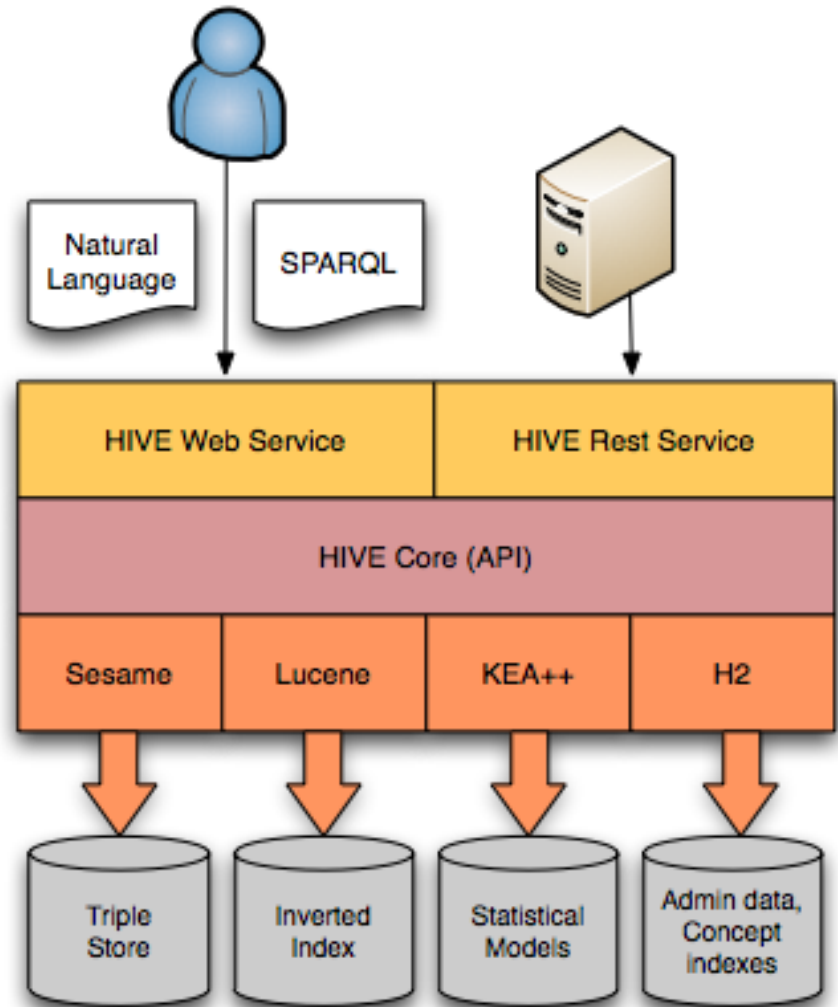 Natural
Language
SPARQL
HIVE Web Service
HIVE Rest Service
HIVE Core (API)
Sesame
Lucene
KEA++
H2
Triple
Store
Inverted
Index
Statistical
Models
Admin data,
Concept
indexes